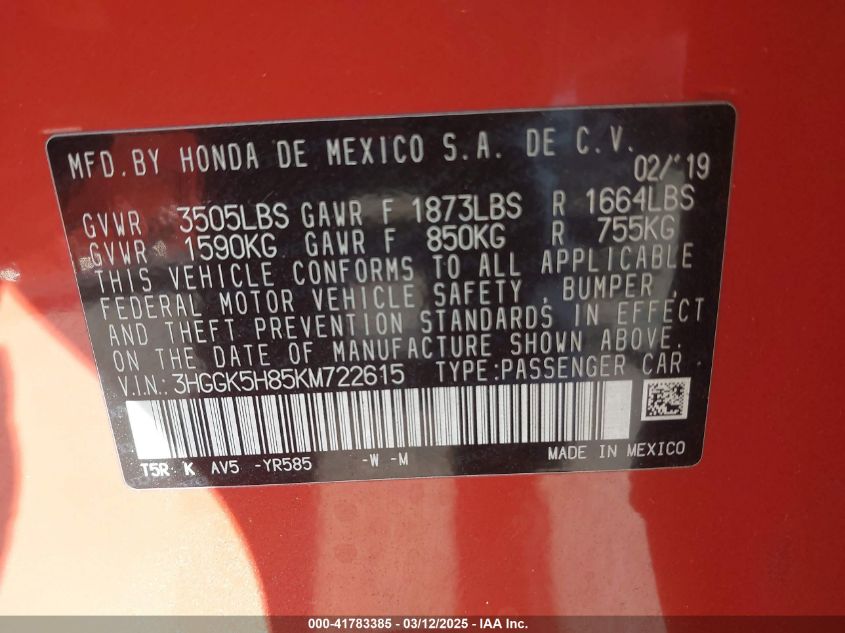 MFD.BY HONDA DE MEXICO S.A. DE C.V.
02/'19
GVWR 3505LBS GAWR F 1873LBS R 1664LBS
GVWR 1590KG GAWR F 850KG R 755KG
THIS VEHICLE CONFORMS TO ALL APPLICABLE
FEDERAL MOTOR VEHICLE SAFETY , BUMPER ,
AND THEFT PREVENTION STANDARDS IN EFFECT
ON THE DATE OF MANUFACTURE SHOWN ABOVE.
V.I.N.: 3HGGK5H85KM722615 TYPE:PASSENGER CAR
T5R K AV5 -YR585 -W -M MADE IN MEXICO
000-41783385 - 03/12/2025 - IAA Inc.